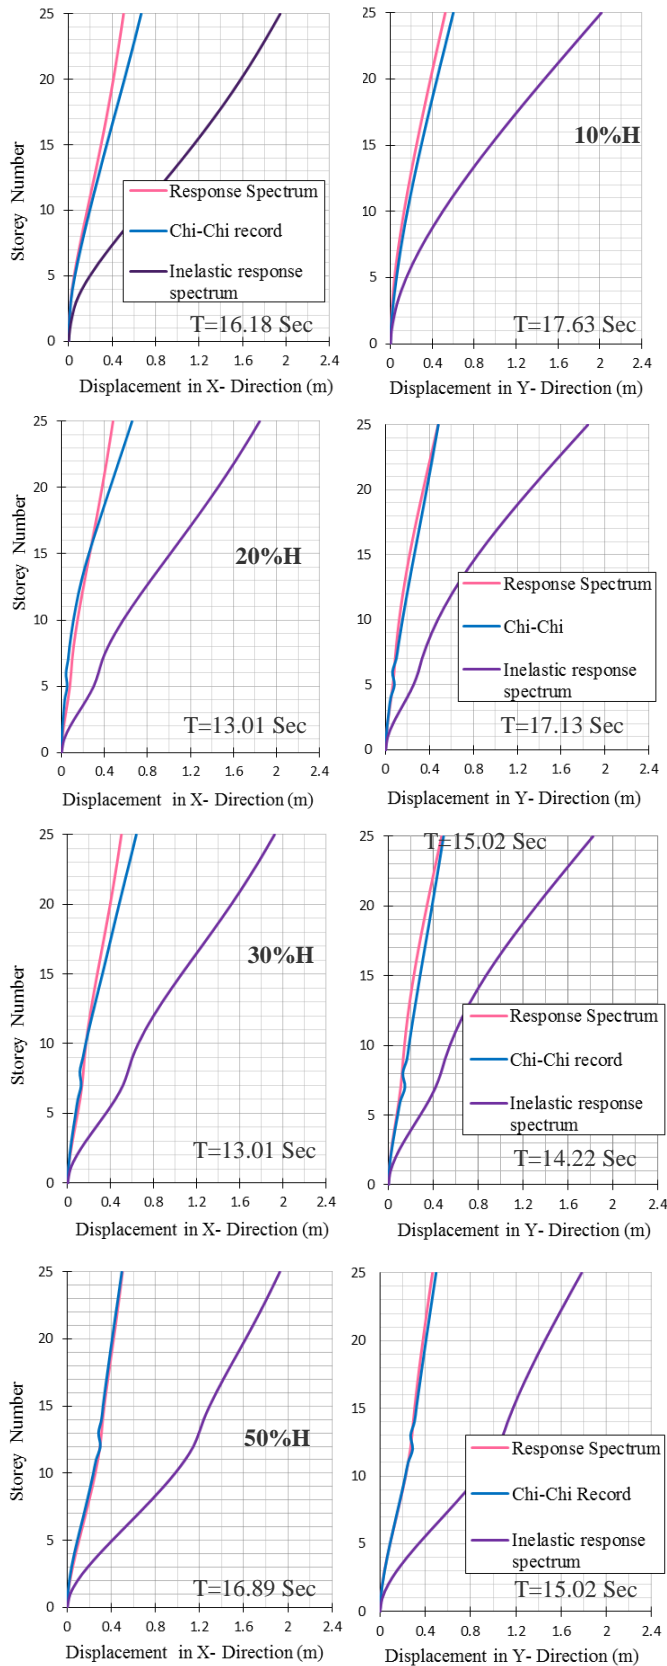 25
20
15
10
5
0
Storey Number
Response Spectrum
Chi-Chi record
Inelastic response
spectrum
T=16.18 Sec
0 0.4 0.8 1.2 1.6 2 2.4
Displacement in X- Direction (m)
25
20
15
10
5
0
10%H
T=17.63 Sec
0 0.4 0.8 1.2 1.6 2 2.4
Displacement in Y- Direction (m)
25
20
15
10
5
0
Storey Number
20%H
T=13.01 Sec
0 0.4 0.8 1.2 1.6 2 2.4
Displacement in X- Direction (m)
25
20
15
10
5
0
Response Spectrum
Chi-Chi
Inelastic response
spectrum
T=17.13 Sec
0 0.4 0.8 1.2 1.6 2 2.4
Displacement in Y- Direction (m)
25
20
15
10
5
0
Storey Number
30%H
T=13.01 Sec
0 0.4 0.8 1.2 1.6 2 2.4
Displacement in X- Direction (m)
T=15.02 Sec
25
20
15
10
5
0
Response Spectrum
Chi-Chi record
Inelastic response
spectrum
T=14.22 Sec
0 0.4 0.8 1.2 1.6 2 2.4
Displacement in Y- Direction (m)
25
20
15
10
5
0
Storey Number
50%H
T=16.89 Sec
0 0.4 0.8 1.2 1.6 2 2.4
Displacement in X- Direction (m)
25
20
15
10
5
0
Response Spectrum
Chi-Chi Record
Inelastic response
spectrum
T=15.02 Sec
0 0.4 0.8 1.2 1.6 2 2.4
Displacement in Y- Direction (m)